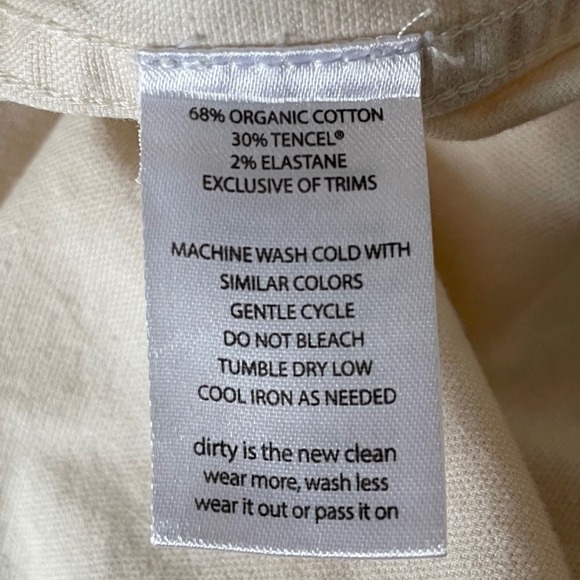 68% ORGANIC COTTON
30% TENCEL®
2% ELASTANE
EXCLUSIVE OF TRIMS
MACHINE WASH COLD WITH
SIMILAR COLORS
GENTLE CYCLE
DO NOT BLEACH
TUMBLE DRY LOW
COOL IRON AS NEEDED
dirty is the new clean
wear more, wash less
wear it out or pass it on